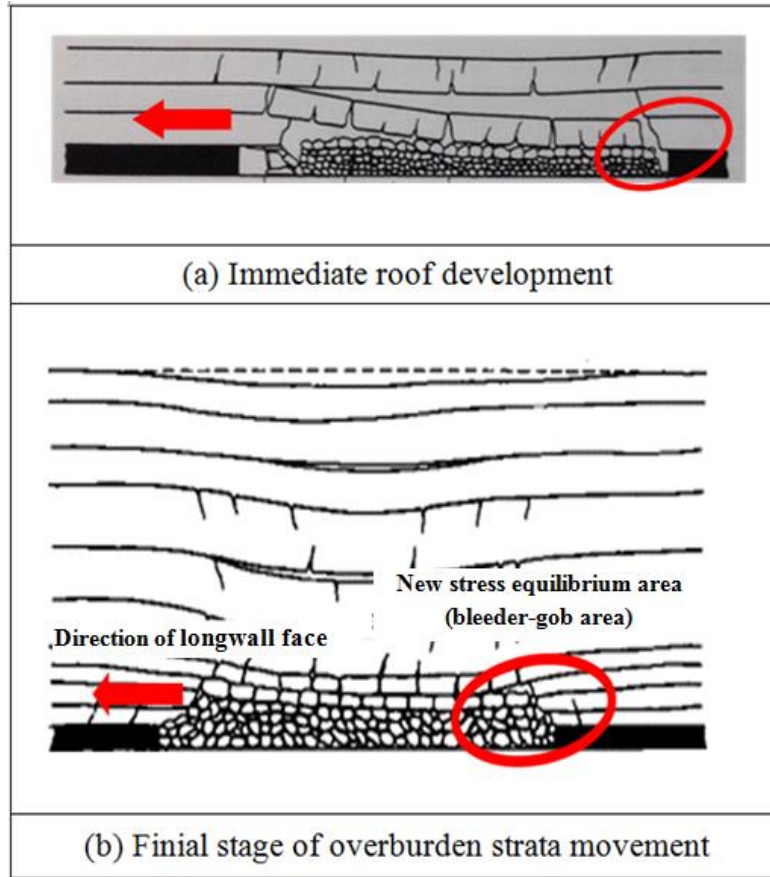 (a) Immediate roof development
New stress equilibrium area
(bleeder-gob area)
Direction of longwall face
(b) Finial stage of overburden strata movement